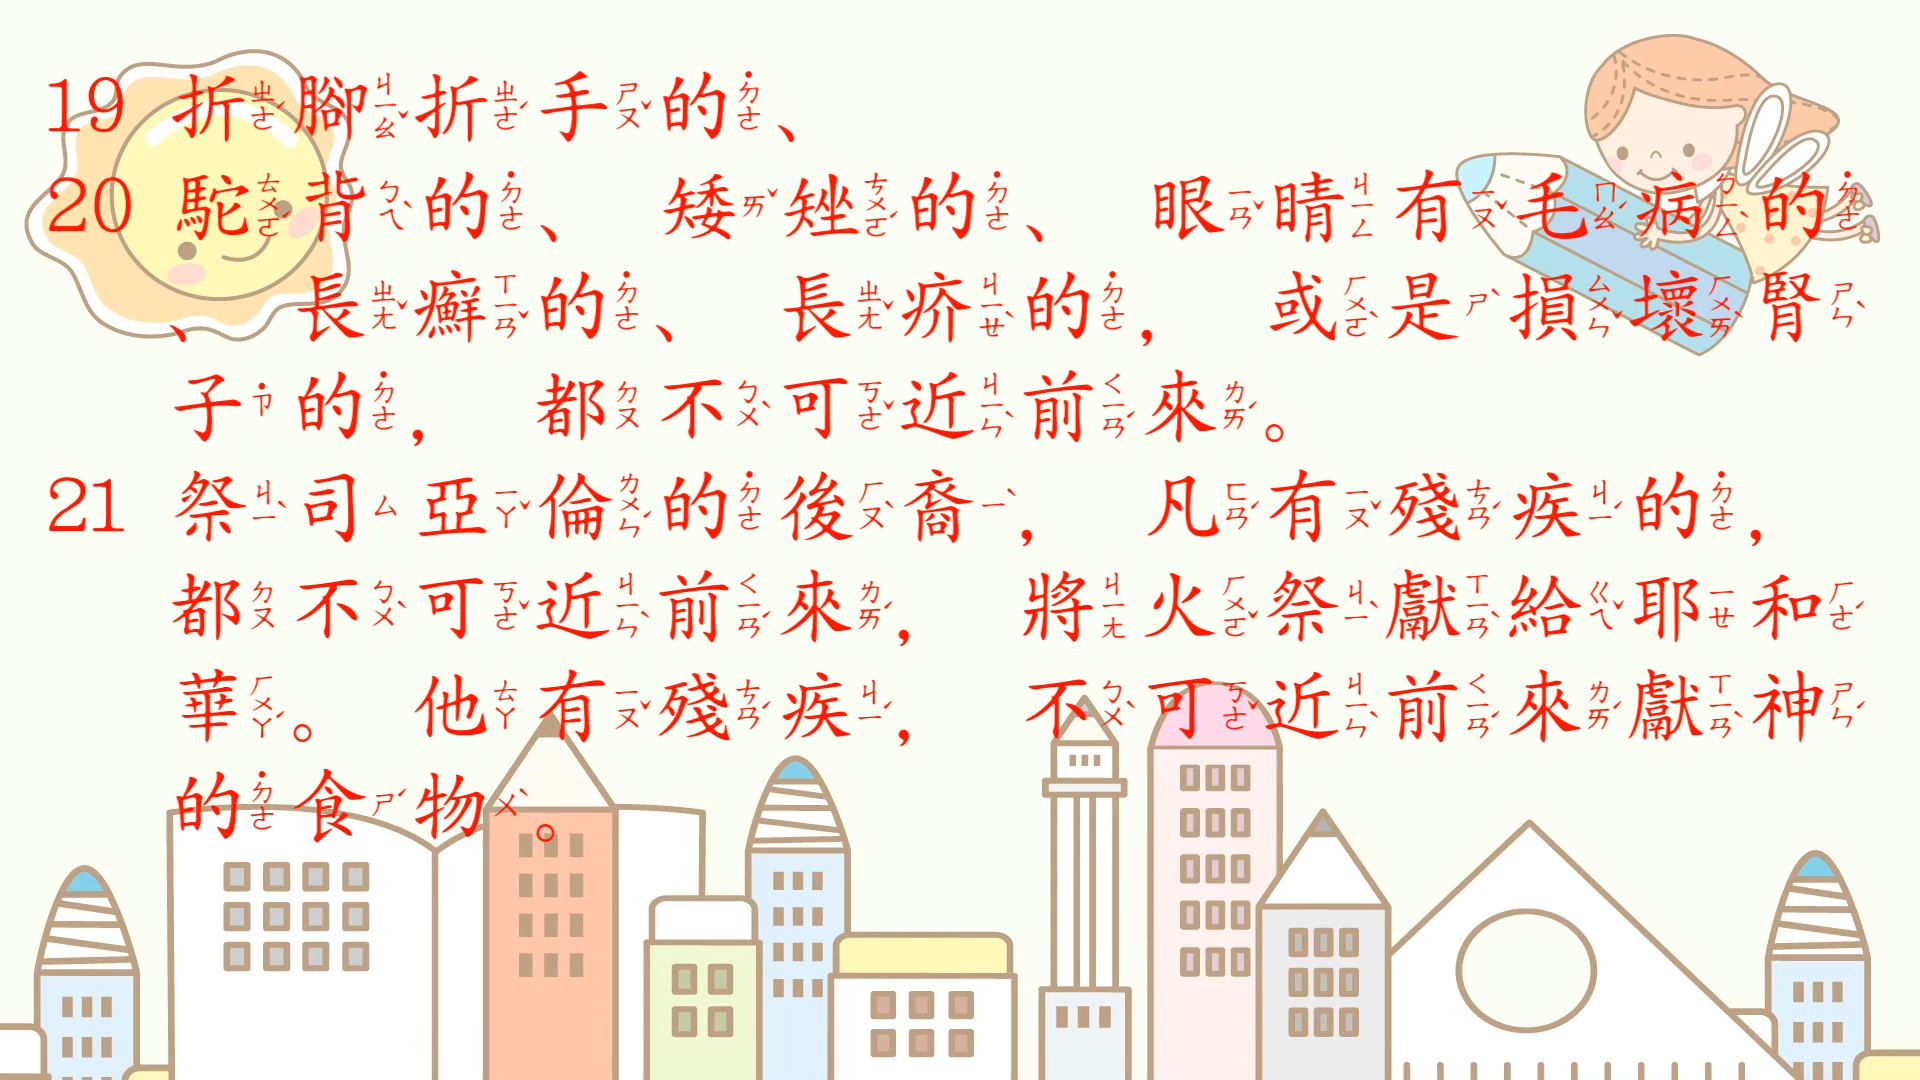 19 折腳折手的、
20 駝背的、 矮矬的、 眼睛有毛病的
、 長癬的、 長疥的， 或是損壞腎
子的， 都不可近前來。
21 祭司亞倫的後裔， 凡有殘疾的，
都不可近前來， 將火祭獻給耶和
華。 他有殘疾， 不可近前來獻神
的食物。